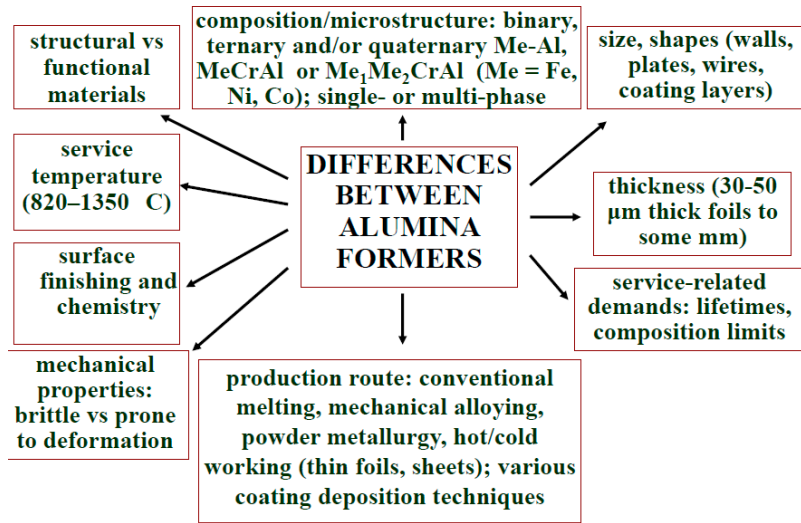 structural vs
functional
materials
composition/microstructure: binary,
ternary and/or quaternary Me-Al,
MeCrAl or Me₁Me₂CrAl (Me = Fe,
Ni, Co); single- or multi-phase
size, shapes (walls,
plates, wires,
coating layers)
service
temperature
(820–1350 C)
DIFFERENCES
BETWEEN
ALUMINA
FORMERS
thickness (30-50
µm thick foils to
some mm)
surface
finishing and
chemistry
service-related
demands: lifetimes,
composition limits
mechanical
properties:
brittle vs prone
to deformation
production route: conventional
melting, mechanical alloying,
powder metallurgy, hot/cold
working (thin foils, sheets); various
coating deposition techniques